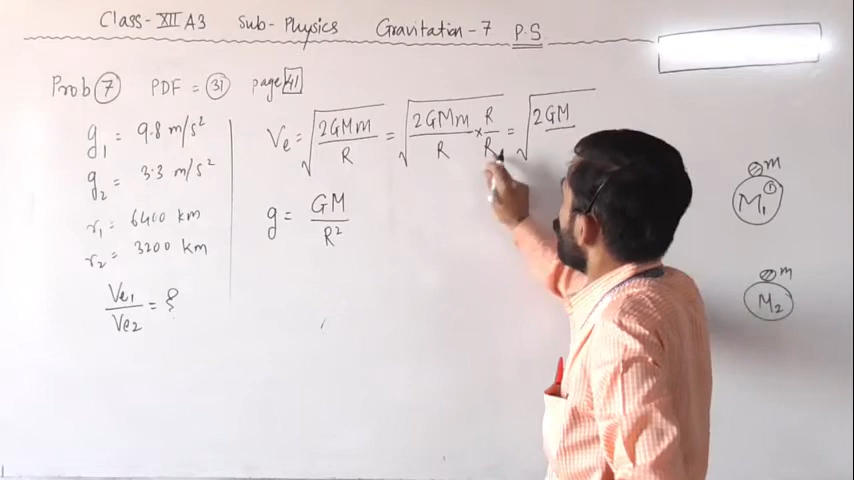 Class-XII A3 Sub-Physics Gravitation-7 P.S
Prob 7 PDF = 31 page 41
g₁ = 9.8 m/s²
g₂ = 3.3 m/s²
r₁ = 6400 km
r₂ = 3200 km
Ve₁/Ve₂ = ?
Ve = √(2GMm/R) = √(2GMm/R × R/R) = √(2GM
g = GM/R²
m
M₁ 1
m
M₂